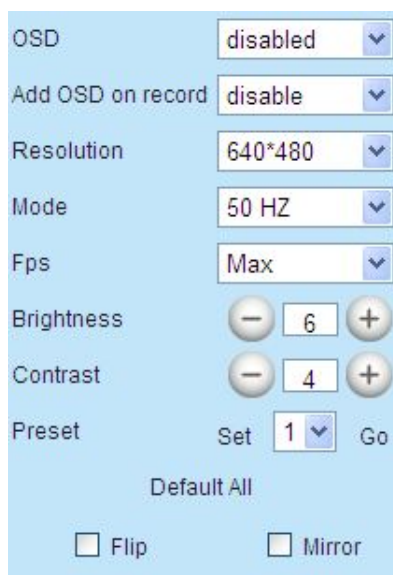 OSD disabled
Add OSD on record disable
Resolution 640*480
Mode 50 HZ
Fps Max
Brightness − 6 +
Contrast − 4 +
Preset Set 1 Go
Default All
Flip Mirror